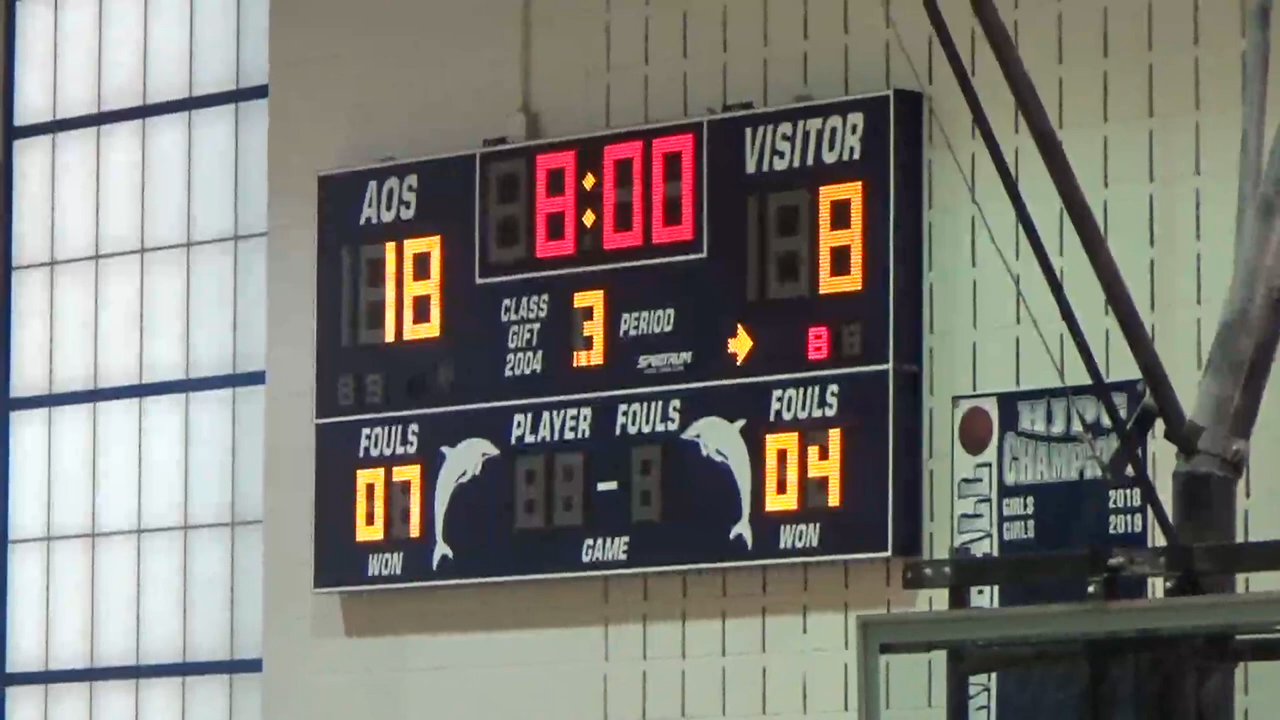 AOS
8:00
VISITOR
18
8
CLASS
GIFT
2004
3
PERIOD
SPECTRUM
8
FOULS
PLAYER FOULS
FOULS
07
-
04
WON
GAME
WON
GIRLS 2018
GIRLS 2019